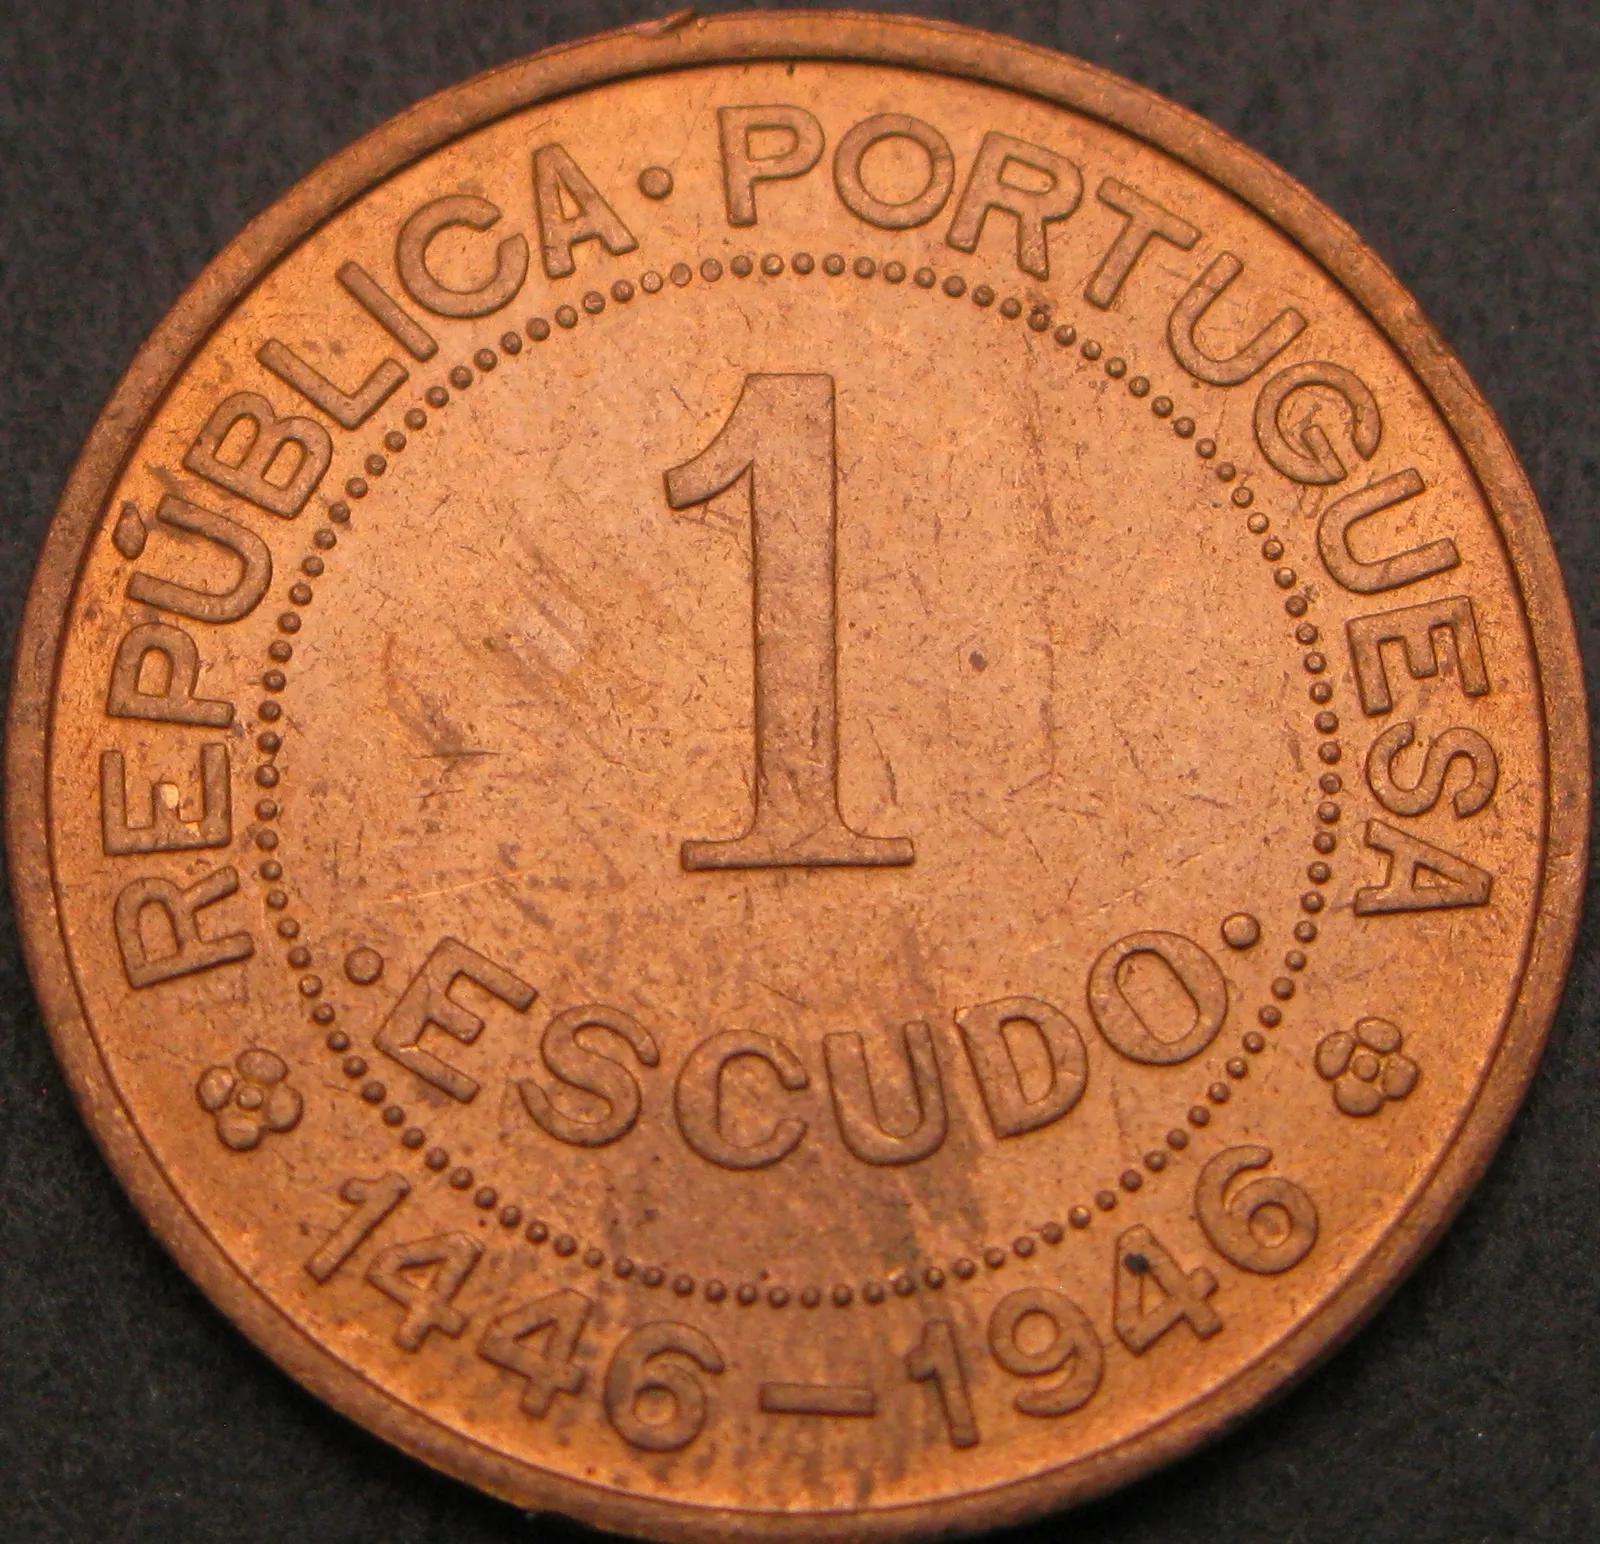 REPÚBLICA · PORTUGUESA
1
· ESCUDO ·
1446-1946